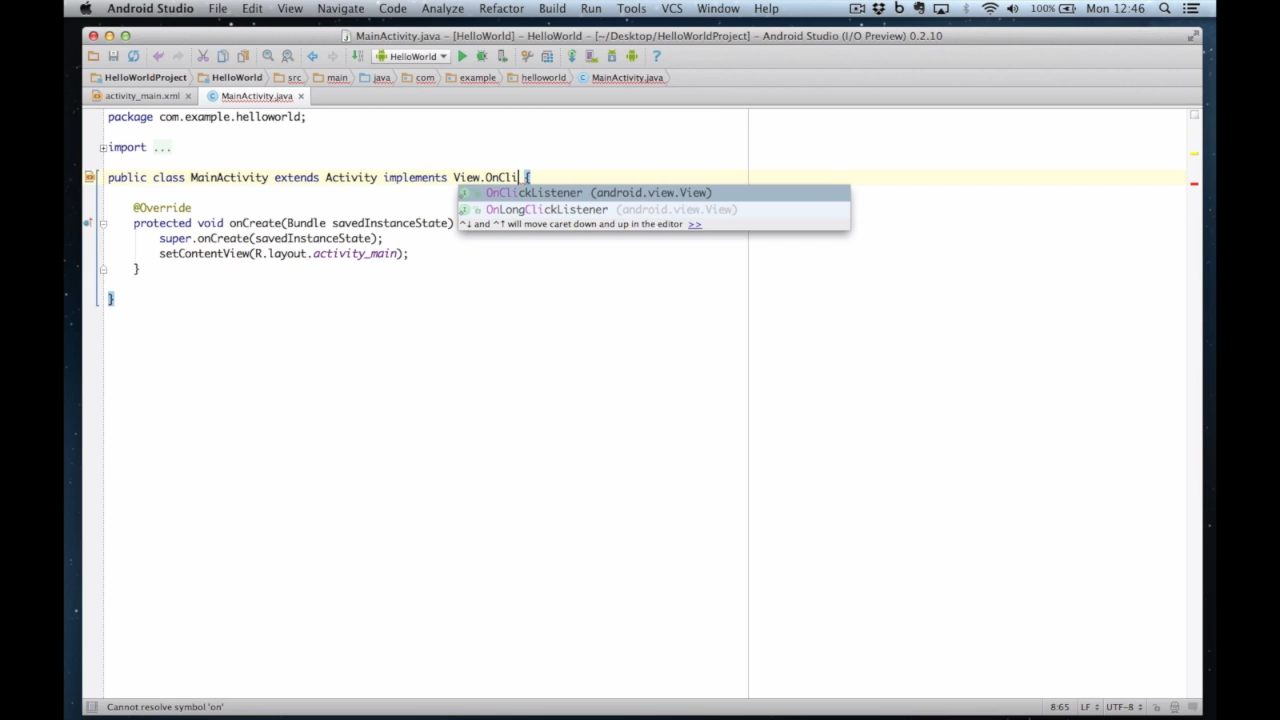 Android Studio File Edit View Navigate Code Analyze Refactor Build Run Tools VCS Window Help 100% Mon 12:46
MainActivity.java - [HelloWorld] - HelloWorld - [~/Desktop/HelloWorldProject] - Android Studio (I/O Preview) 0.2.10
HelloWorld
HelloWorldProject HelloWorld src main java com example helloworld MainActivity.java
activity_main.xml MainActivity.java
package com.example.helloworld;
import ...
public class MainActivity extends Activity implements View.OnCli {
OnClickListener (android.view.View)
OnLongClickListener (android.view.View)
^↓ and ^↑ will move caret down and up in the editor >>
@Override
protected void onCreate(Bundle savedInstanceState)
super.onCreate(savedInstanceState);
setContentView(R.layout.activity_main);
}
}
Cannot resolve symbol 'on' 8:65 LF UTF-8